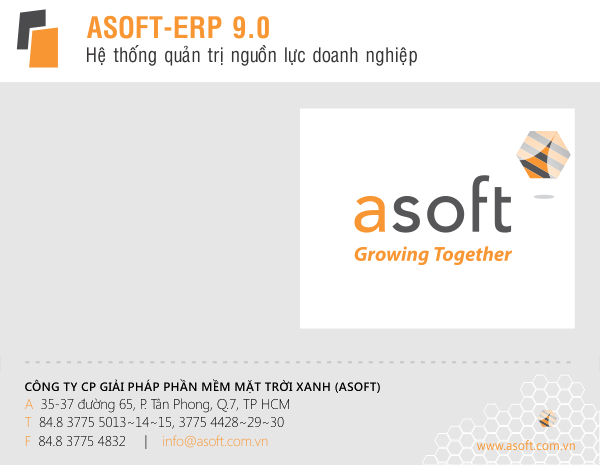 ASOFT-ERP 9.0
Hệ thống quản trị nguồn lực doanh nghiệp
asoft
Growing Together
CÔNG TY CP GIẢI PHÁP PHẦN MỀM MẶT TRỜI XANH (ASOFT)
A 35-37 đường 65, P. Tân Phong, Q.7, TP HCM
T 84.8 3775 5013~14~15, 3775 4428~29~30
F 84.8 3775 4832 | info@asoft.com.vn
www.asoft.com.vn